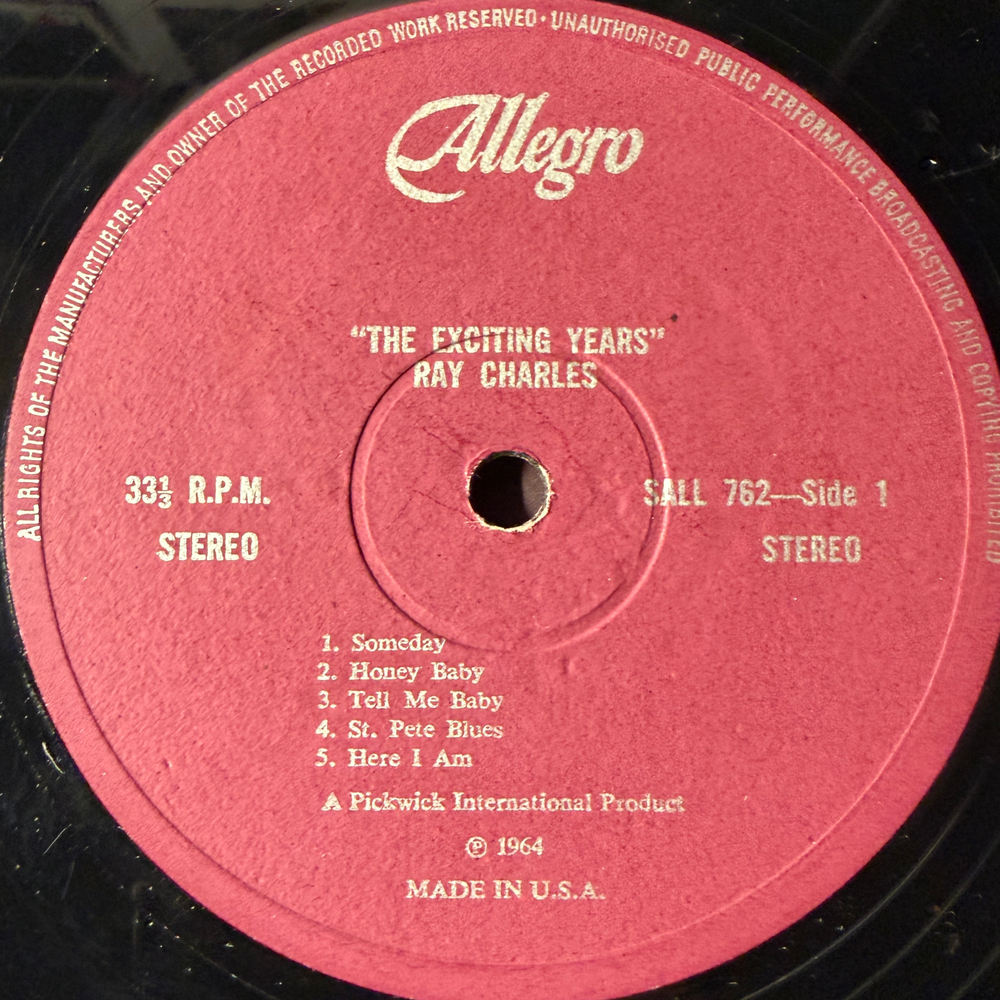 ALL RIGHTS OF THE MANUFACTURERS AND OWNER OF THE RECORDED WORK RESERVED · UNAUTHORISED PUBLIC PERFORMANCE BROADCASTING AND COPYING PROHIBITED
Allegro
“THE EXCITING YEARS”
RAY CHARLES
33⅓ R.P.M.
STEREO
SALL 762—Side 1
STEREO
1. Someday
2. Honey Baby
3. Tell Me Baby
4. St. Pete Blues
5. Here I Am
A Pickwick International Product
℗ 1964
MADE IN U.S.A.